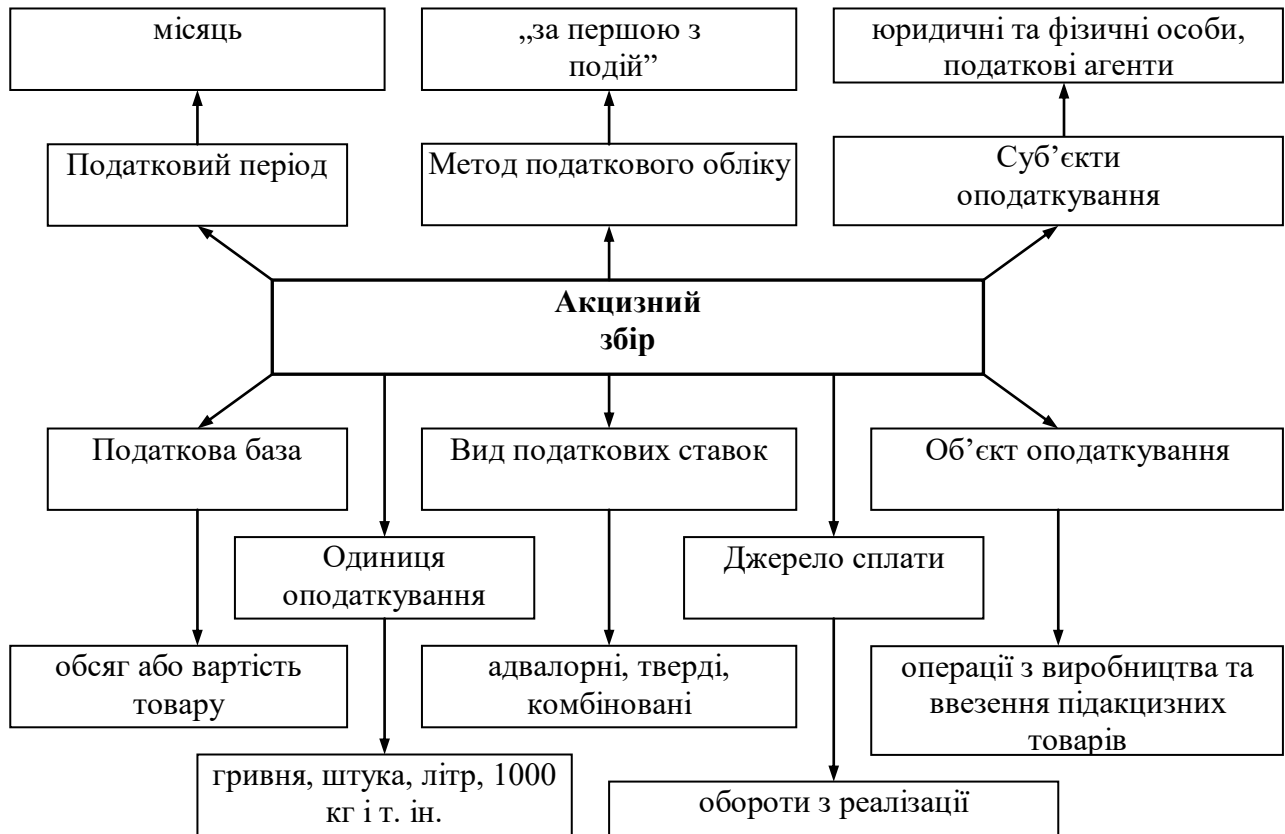 місяць
„за першою з
подій”
юридичні та фізичні особи,
податкові агенти
Податковий період
Метод податкового обліку
Суб’єкти
оподаткування
Акцизний
збір
Податкова база
Вид податкових ставок
Об’єкт оподаткування
Одиниця
оподаткування
Джерело сплати
обсяг або вартість
товару
адвалорні, тверді,
комбіновані
операції з виробництва та
ввезення підакцизних
товарів
гривня, штука, літр, 1000
кг і т. ін.
обороти з реалізації